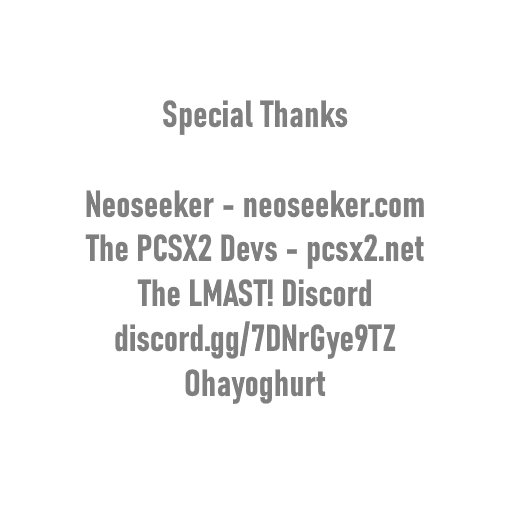 Special Thanks
Neoseeker - neoseeker.com
The PCSX2 Devs - pcsx2.net
The LMAST! Discord
discord.gg/7DNrGye9TZ
Ohayoghurt